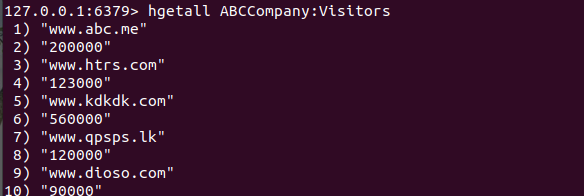 127.0.0.1:6379> hgetall ABCCompany:Visitors
1) "www.abc.me"
2) "200000"
3) "www.htrs.com"
4) "123000"
5) "www.kdkdk.com"
6) "560000"
7) "www.qpsps.lk"
8) "120000"
9) "www.dioso.com"
10) "90000"